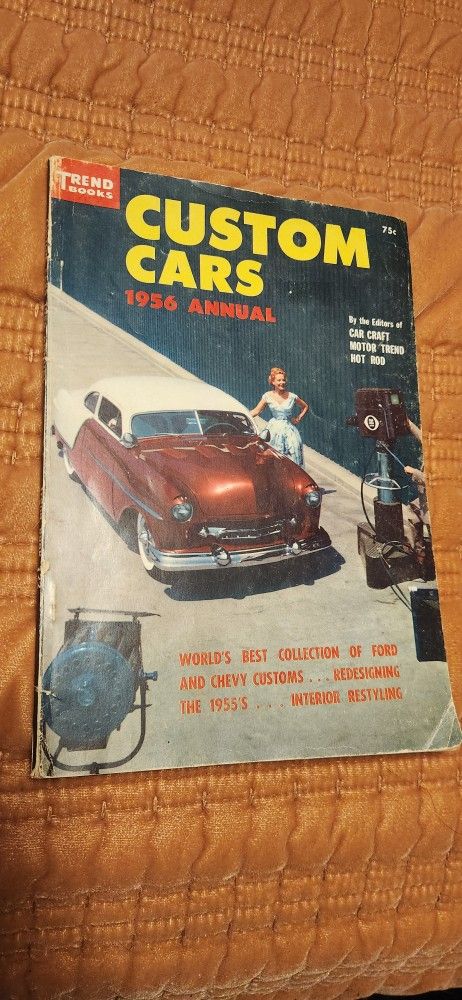 TREND
BOOKS
CUSTOM
CARS
1956 ANNUAL
75c
By the Editors of
CAR CRAFT
MOTOR TREND
HOT ROD
WORLD'S BEST COLLECTION OF FORD
AND CHEVY CUSTOMS . . . REDESIGNING
THE 1955'S . . . INTERIOR RESTYLING